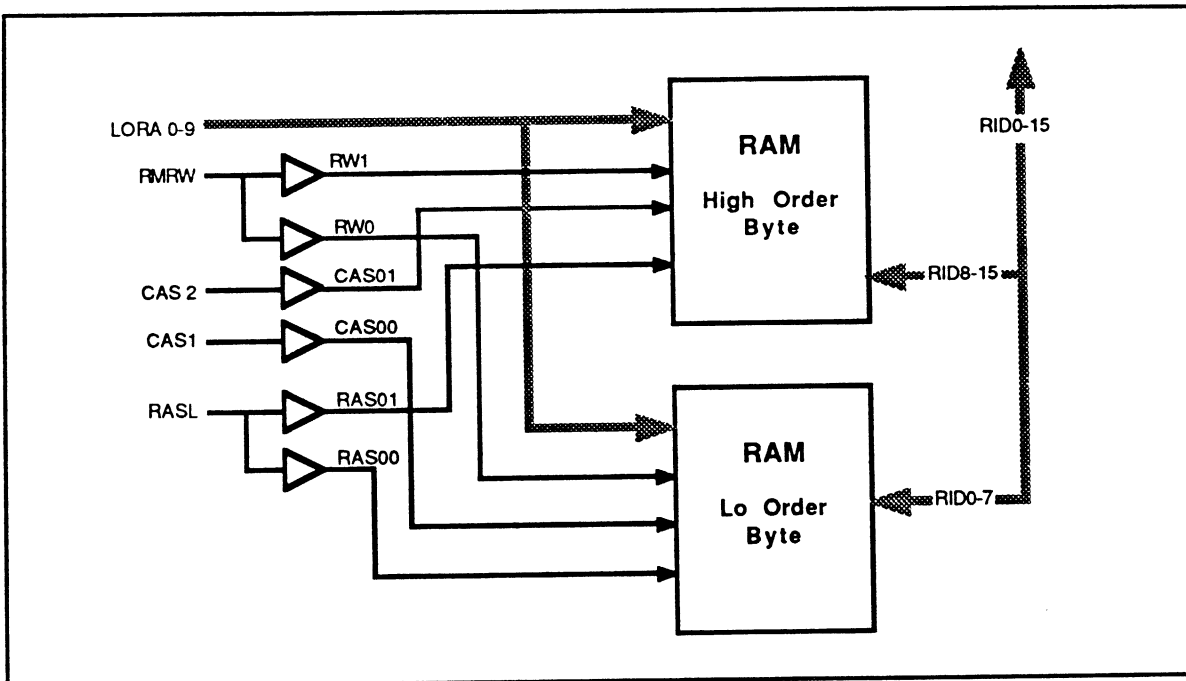 LORA 0-9
RMRW
CAS 2
CAS1
RASL
RW1
RW0
CAS01
CAS00
RAS01
RAS00
RAM
High Order
Byte
RAM
Lo Order
Byte
RID0-15
RID8-15
RID0-7